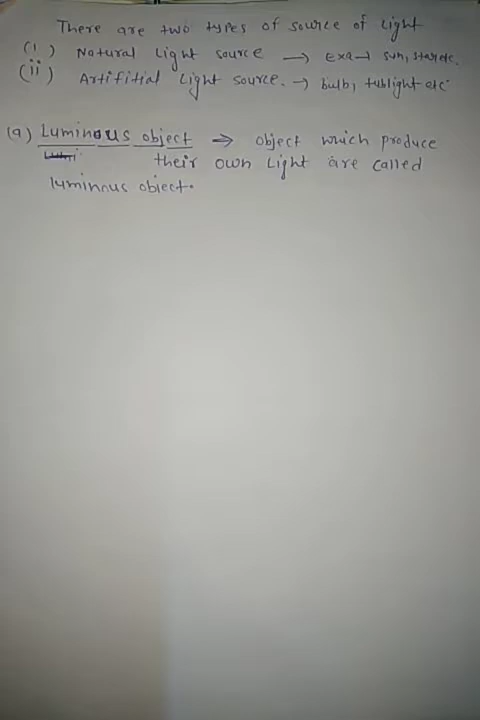 There are two types of source of Light
(i) Natural Light source → exa→ sun, star etc.
(ii) Artifitial Light source. → bulb, tublight etc
(a) Luminous object → object which produce
their own Light are called
luminous object.